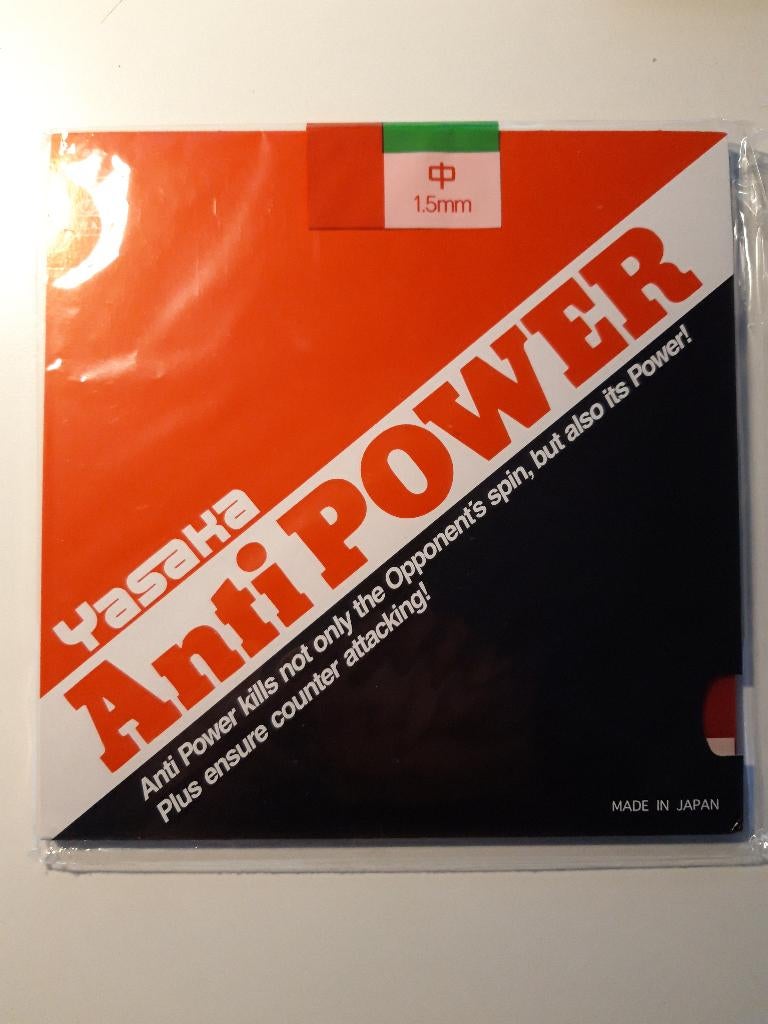 中
1.5mm
Yasaka
Anti POWER
Anti Power kills not only the Opponent's spin, but also its Power!
Plus ensure counter attacking!
MADE IN JAPAN